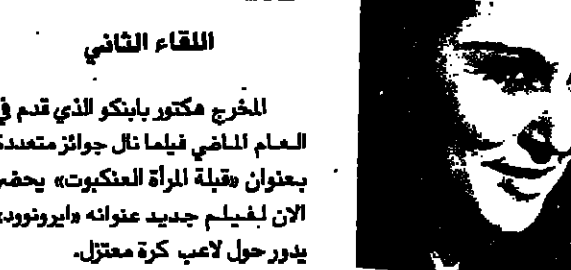 اللقاء الثاني
المخرج هكتور بابنكو الذي قدم في
العام الماضي فيلما نال جوائز متعددة
بعنوان «قبلة المرأة العنكبوت» يحضر
الان لفيلم جديد عنوانه «ايرونوود»
يدور حول لاعب كرة معتزل.